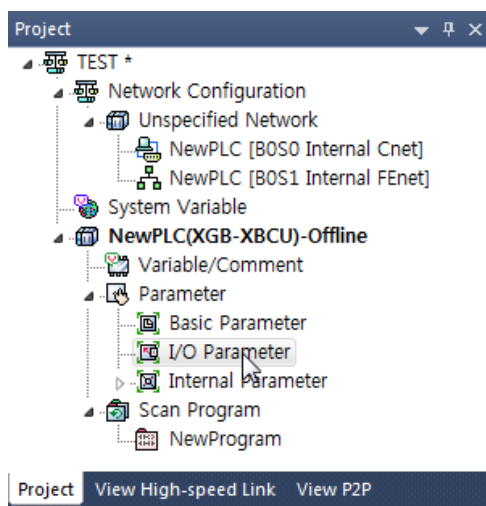 Project
TEST *
Network Configuration
Unspecified Network
NewPLC [B0S0 Internal Cnet]
NewPLC [B0S1 Internal FEnet]
System Variable
NewPLC(XGB-XBCU)-Offline
Variable/Comment
Parameter
Basic Parameter
I/O Parameter
Internal Parameter
Scan Program
NewProgram
Project View High-speed Link View P2P